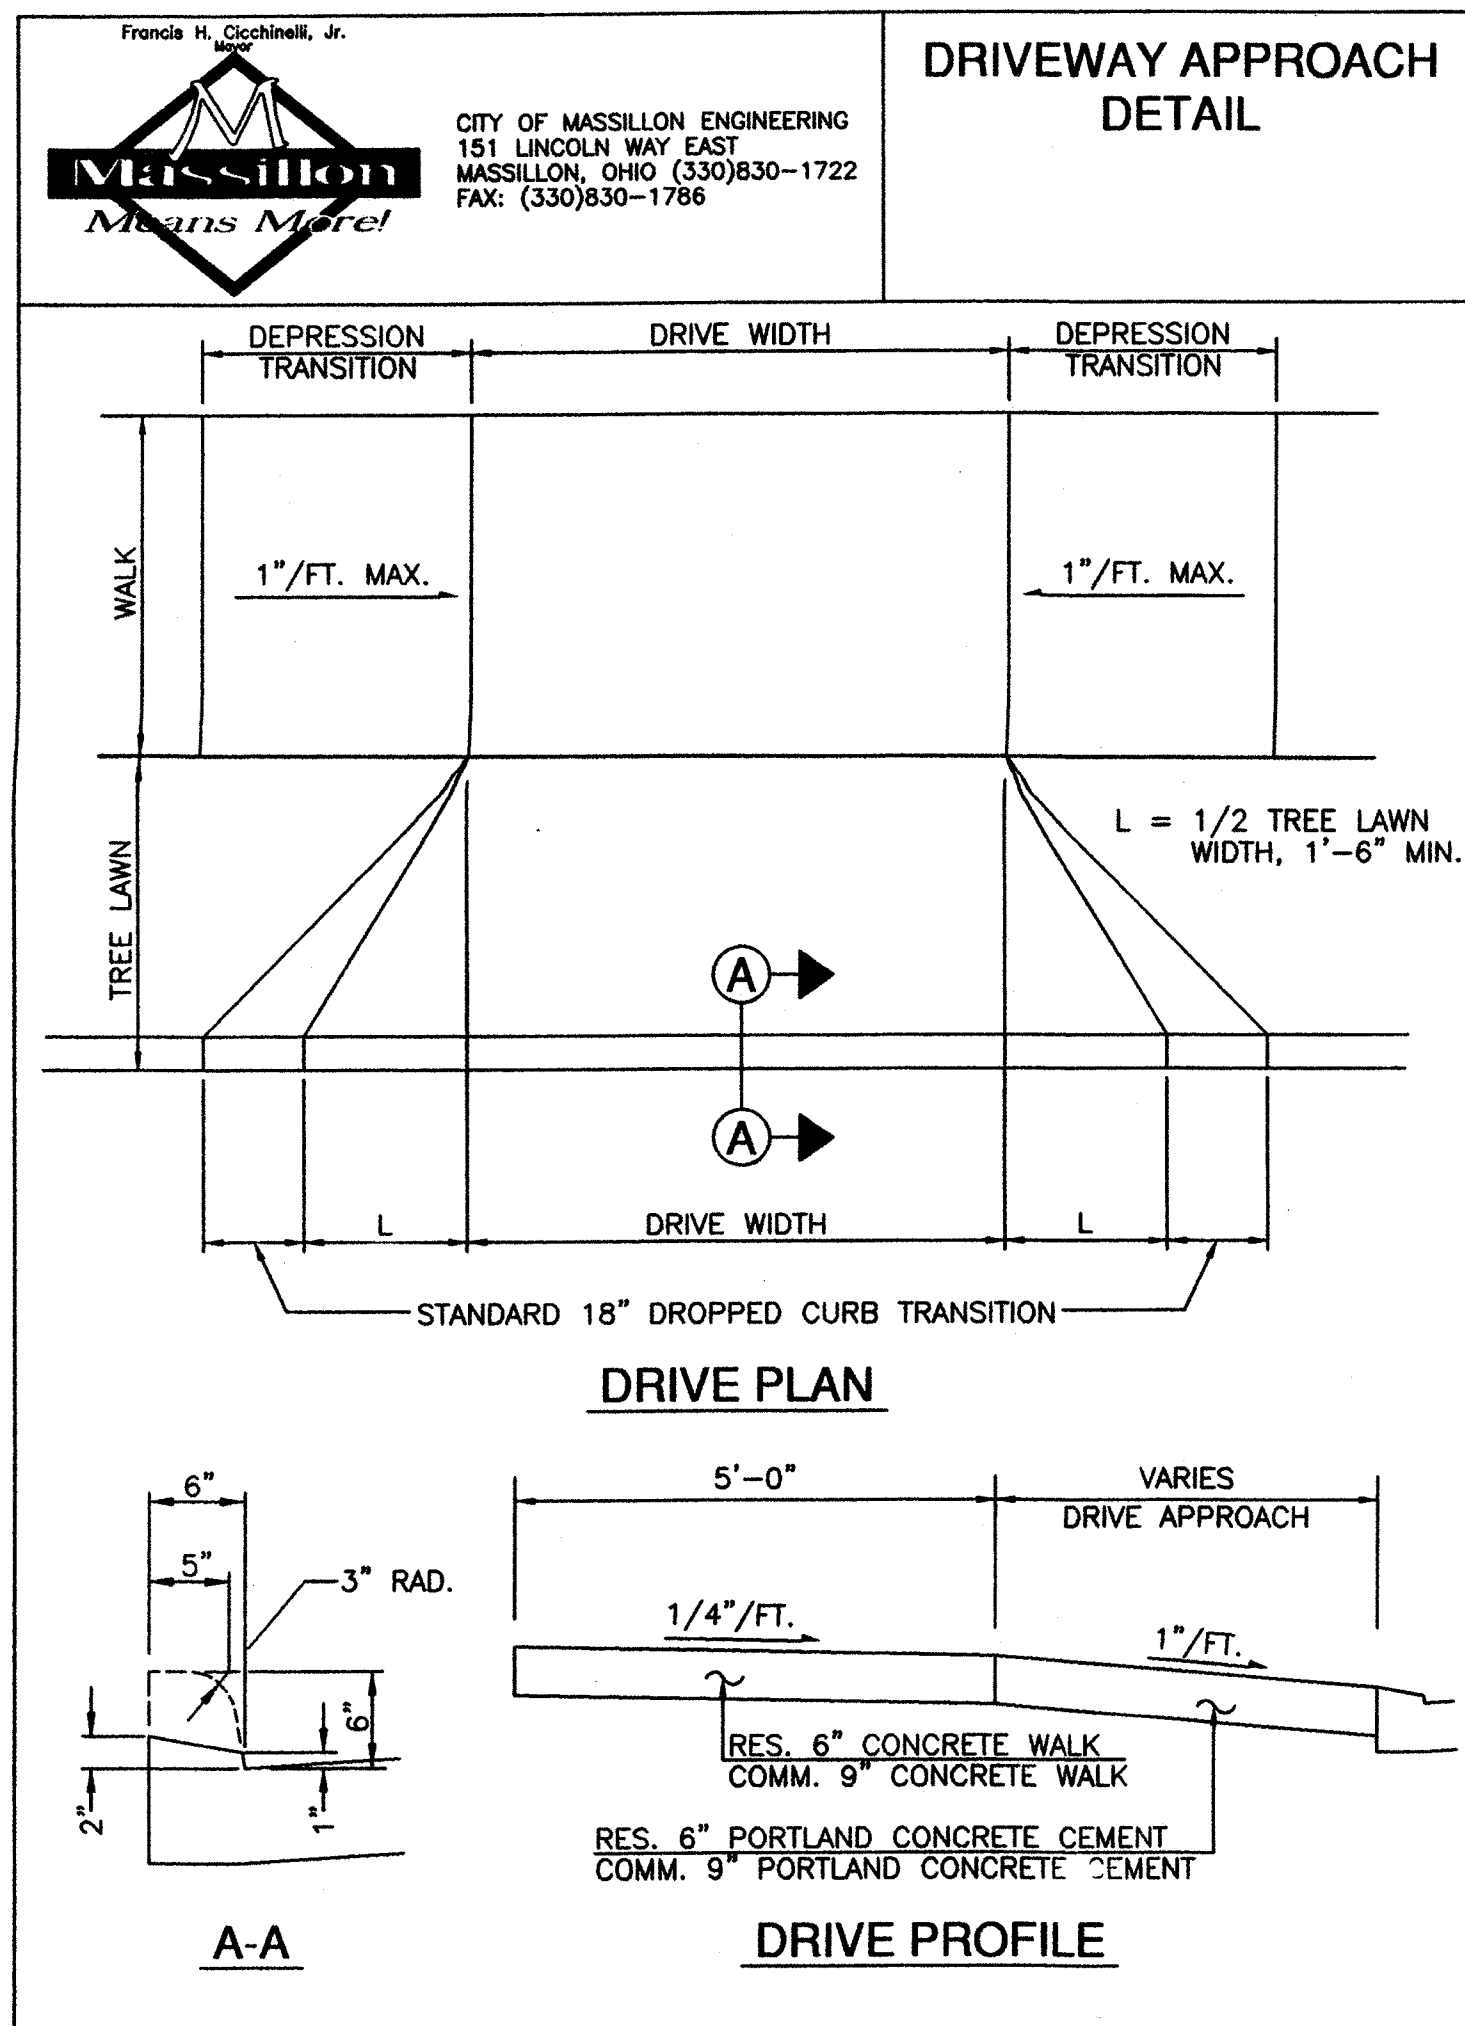 Francis H. Cicchinelli, Jr.
Mayor
M
Massillon
Means More!
CITY OF MASSILLON ENGINEERING
151 LINCOLN WAY EAST
MASSILLON, OHIO (330)830-1722
FAX: (330)830-1786
DRIVEWAY APPROACH
DETAIL
DEPRESSION
TRANSITION
DRIVE WIDTH
DEPRESSION
TRANSITION
WALK
1"/FT. MAX.
1"/FT. MAX.
TREE LAWN
L = 1/2 TREE LAWN
WIDTH, 1'-6" MIN.
A
A
L
DRIVE WIDTH
L
STANDARD 18" DROPPED CURB TRANSITION
DRIVE PLAN
6"
5"
3" RAD.
6"
2"
1"
A-A
5'-0"
VARIES
DRIVE APPROACH
1/4"/FT.
1"/FT.
RES. 6" CONCRETE WALK
COMM. 9" CONCRETE WALK
RES. 6" PORTLAND CONCRETE CEMENT
COMM. 9" PORTLAND CONCRETE CEMENT
DRIVE PROFILE